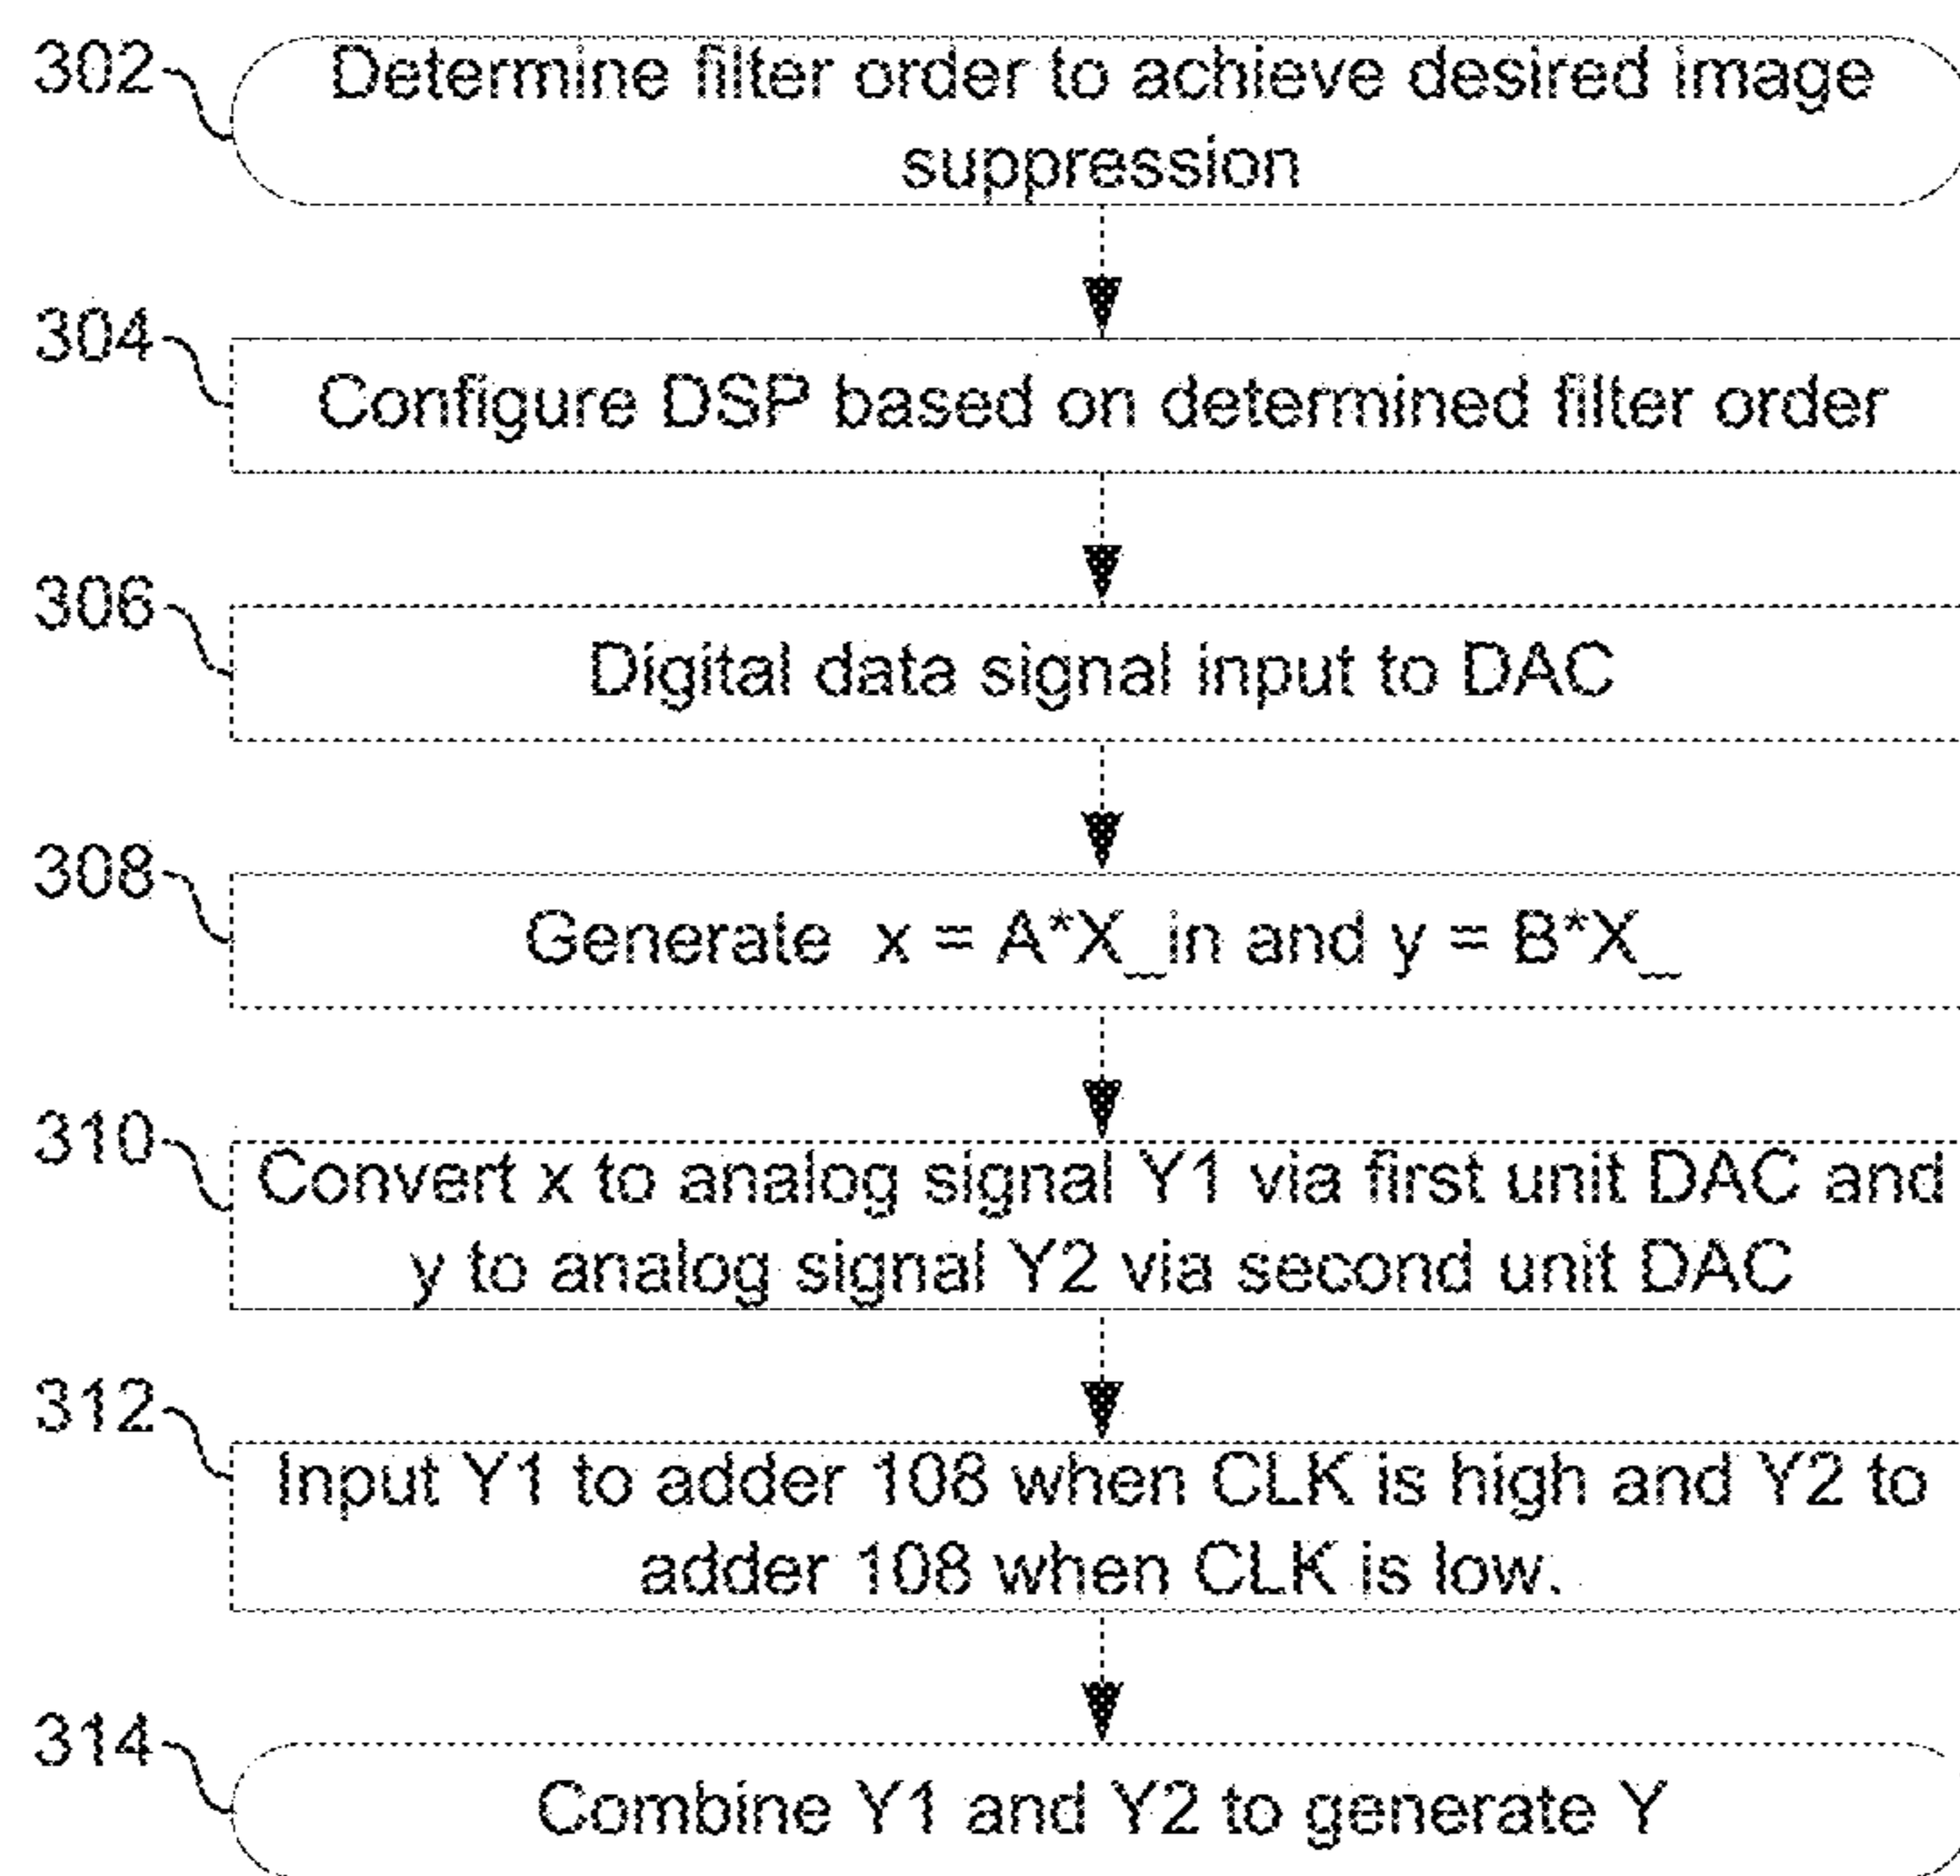 302
Determine filter order to achieve desired image
suppression
304
Configure DSP based on determined filter order
306
Digital data signal input to DAC
308
Generate x = A*X_in and y = B*X_
310
Convert x to analog signal Y1 via first unit DAC and
y to analog signal Y2 via second unit DAC
312
Input Y1 to adder 108 when CLK is high and Y2 to
adder 108 when CLK is low.
314
Combine Y1 and Y2 to generate Y